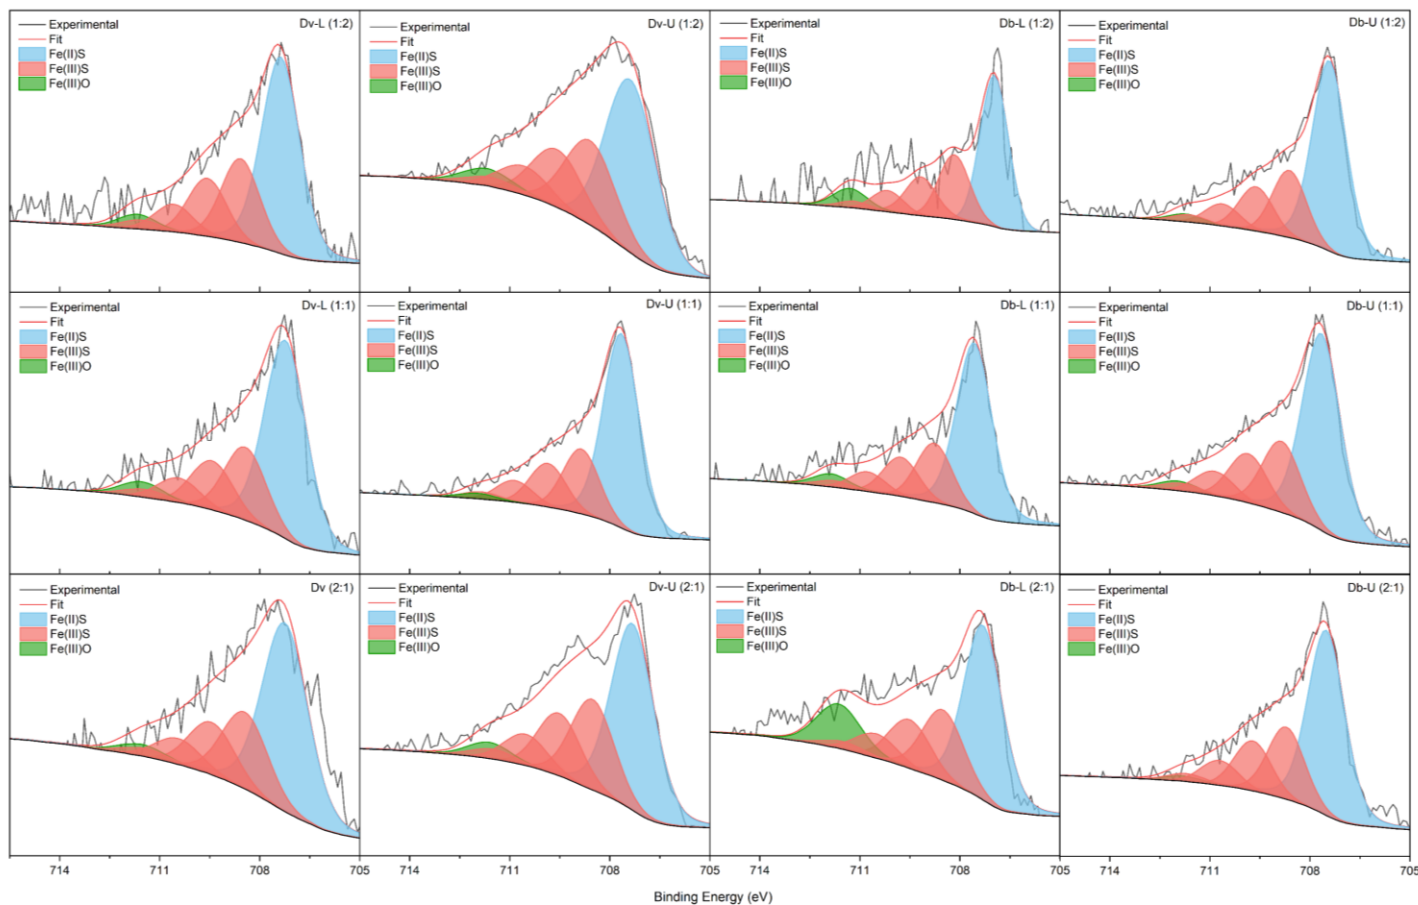 Experimental
Fit
Fe(II)S
Fe(III)S
Fe(III)O
Dv-L (1:2)
Experimental
Fit
Fe(II)S
Fe(III)S
Fe(III)O
Dv-U (1:2)
Experimental
Fit
Fe(II)S
Fe(III)S
Fe(III)O
Db-L (1:2)
Experimental
Fit
Fe(II)S
Fe(III)S
Fe(III)O
Db-U (1:2)
Experimental
Fit
Fe(II)S
Fe(III)S
Fe(III)O
Dv-L (1:1)
Experimental
Fit
Fe(II)S
Fe(III)S
Fe(III)O
Dv-U (1:1)
Experimental
Fit
Fe(II)S
Fe(III)S
Fe(III)O
Db-L (1:1)
Experimental
Fit
Fe(II)S
Fe(III)S
Fe(III)O
Db-U (1:1)
Experimental
Fit
Fe(II)S
Fe(III)S
Fe(III)O
Dv (2:1)
Experimental
Fit
Fe(II)S
Fe(III)S
Fe(III)O
Dv-U (2:1)
Experimental
Fit
Fe(II)S
Fe(III)S
Fe(III)O
Db-L (2:1)
Experimental
Fit
Fe(II)S
Fe(III)S
Fe(III)O
Db-U (2:1)
714 711 708 705 714 711 708 705 714 711 708 705 714 711 708 705
Binding Energy (eV)